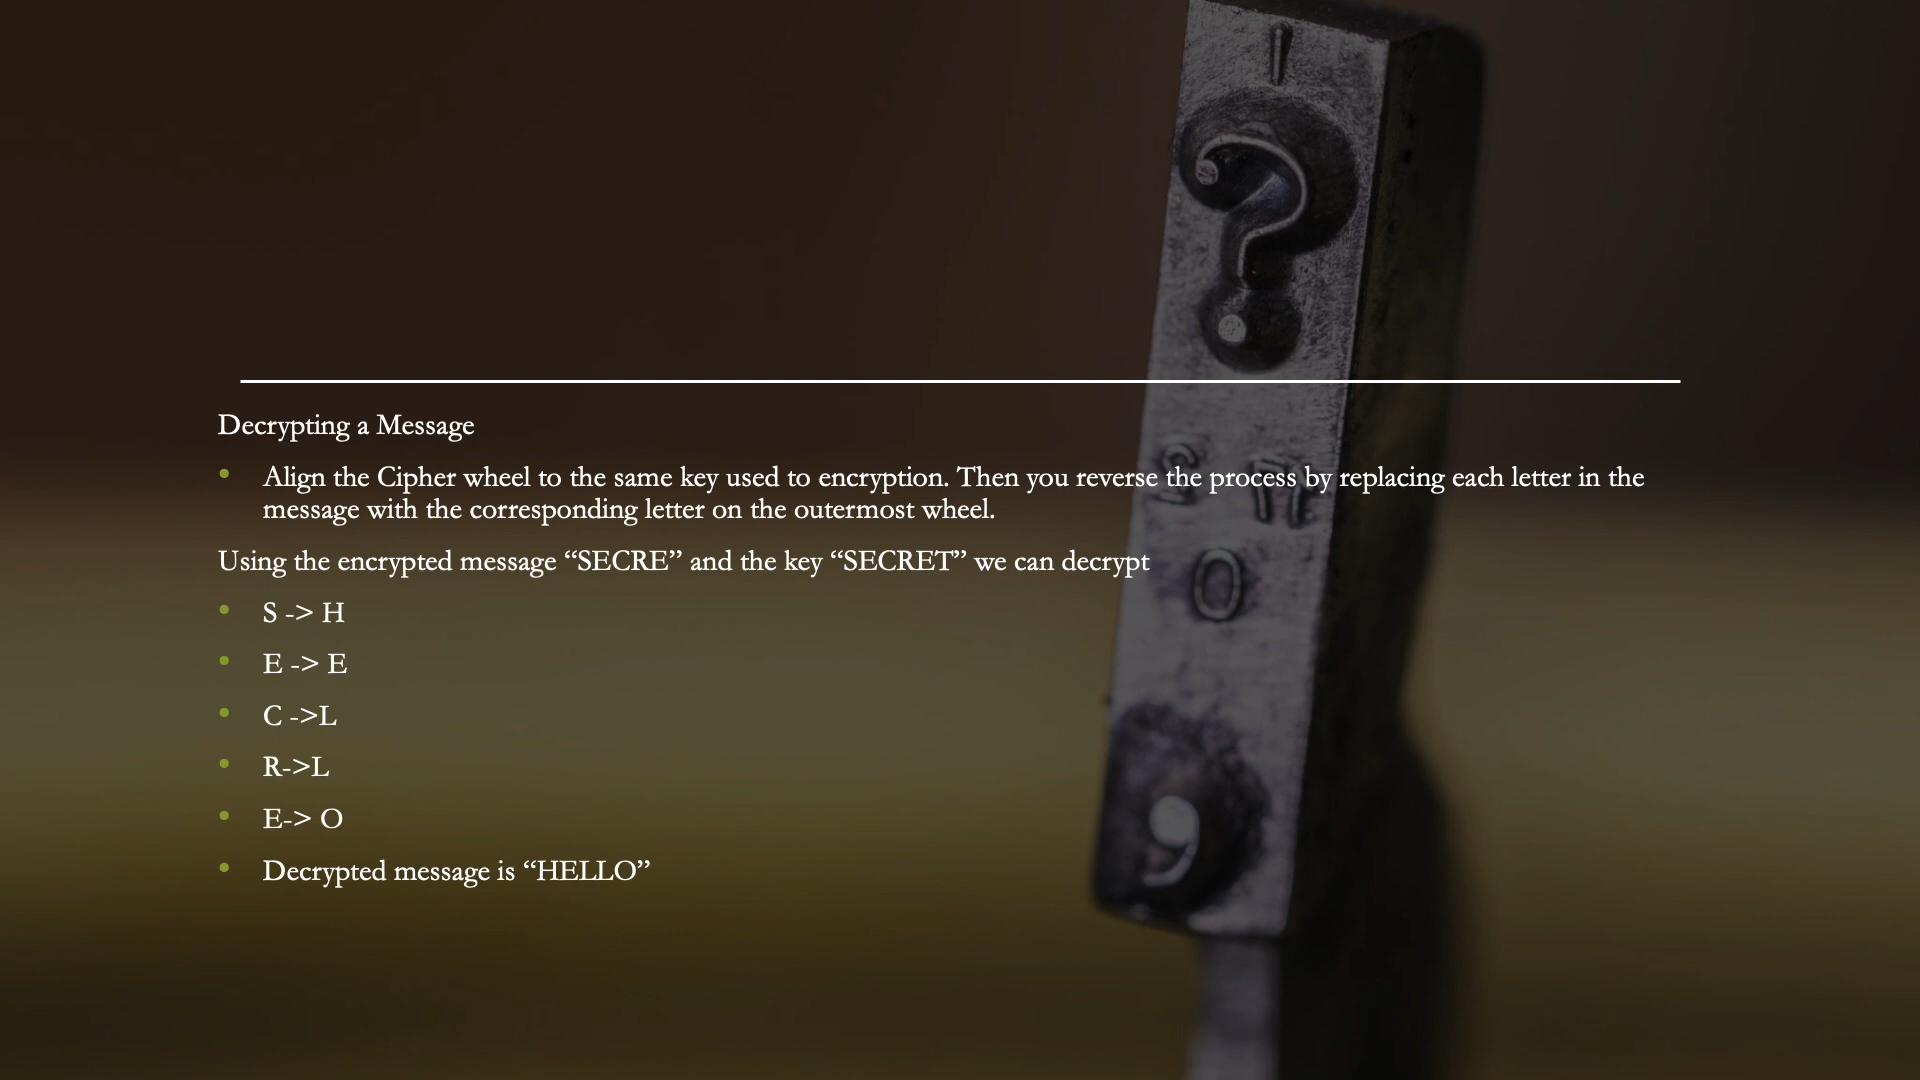 Decrypting a Message
• Align the Cipher wheel to the same key used to encryption. Then you reverse the process by replacing each letter in the
message with the corresponding letter on the outermost wheel.
Using the encrypted message “SECRE” and the key “SECRET” we can decrypt
• S -> H
• E -> E
• C ->L
• R->L
• E-> O
• Decrypted message is “HELLO”
?
0